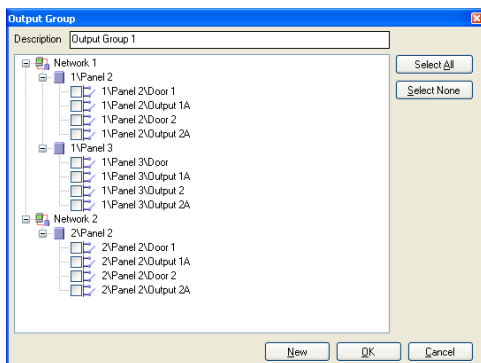 Output Group
Description Output Group 1
Network 1
1\Panel 2
1\Panel 2\Door 1
1\Panel 2\Output 1A
1\Panel 2\Door 2
1\Panel 2\Output 2A
1\Panel 3
1\Panel 3\Door
1\Panel 3\Output 1A
1\Panel 3\Output 2
1\Panel 3\Output 2A
Network 2
2\Panel 2
2\Panel 2\Door 1
2\Panel 2\Output 1A
2\Panel 2\Door 2
2\Panel 2\Output 2A
Select All
Select None
New OK Cancel